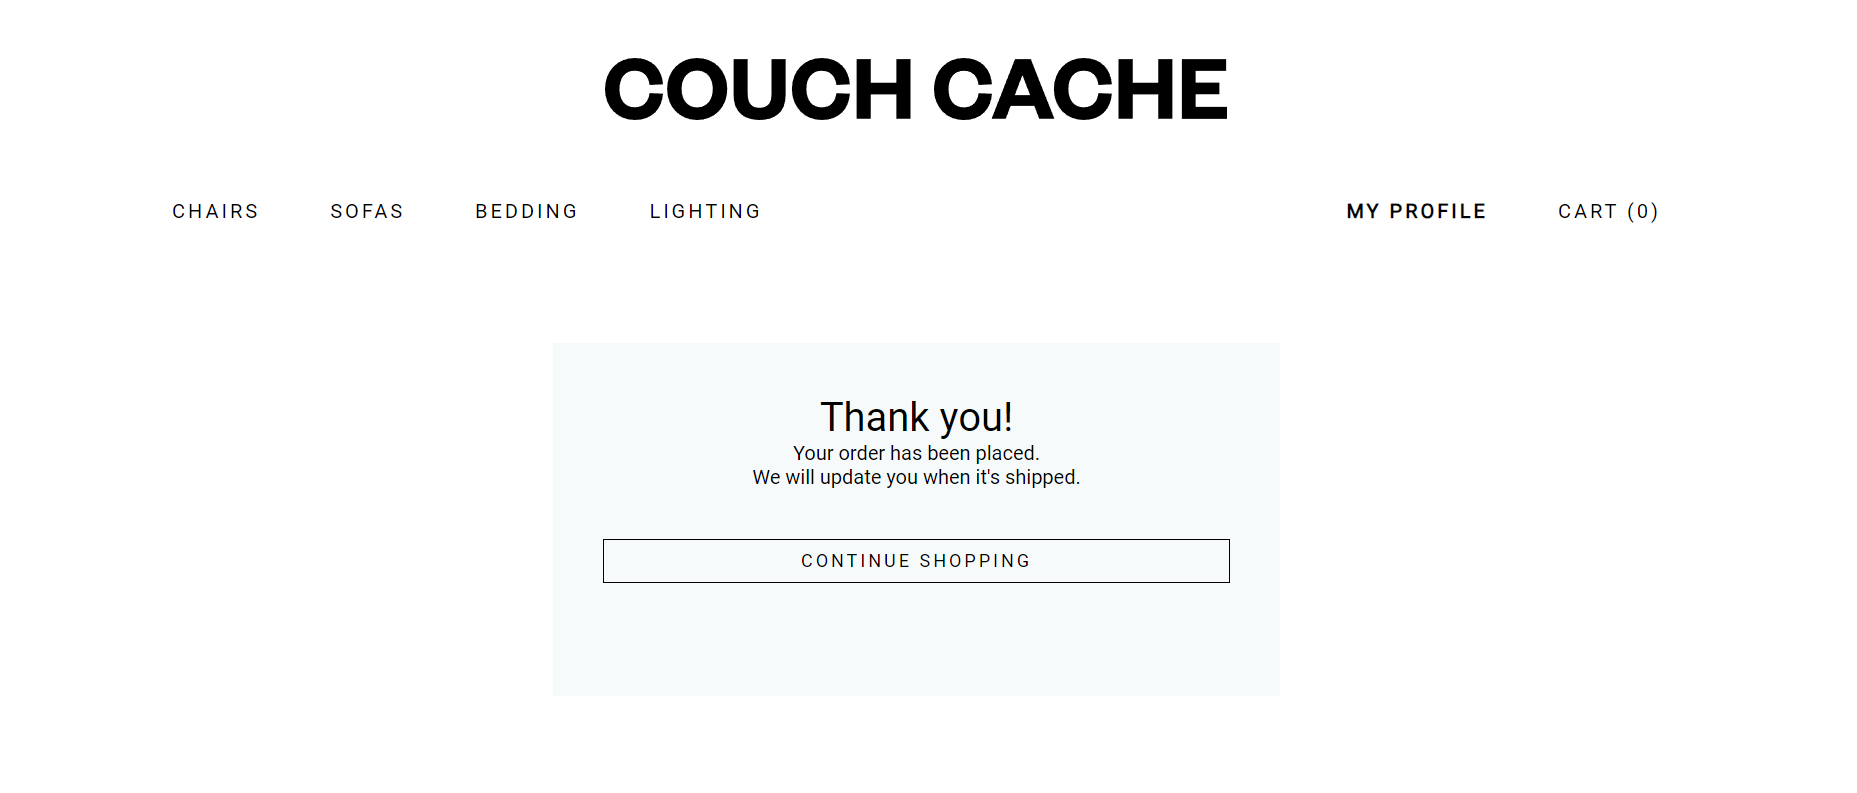 COUCH CACHE
CHAIRS SOFAS BEDDING LIGHTING MY PROFILE CART (0)
Thank you!
Your order has been placed.
We will update you when it's shipped.
CONTINUE SHOPPING